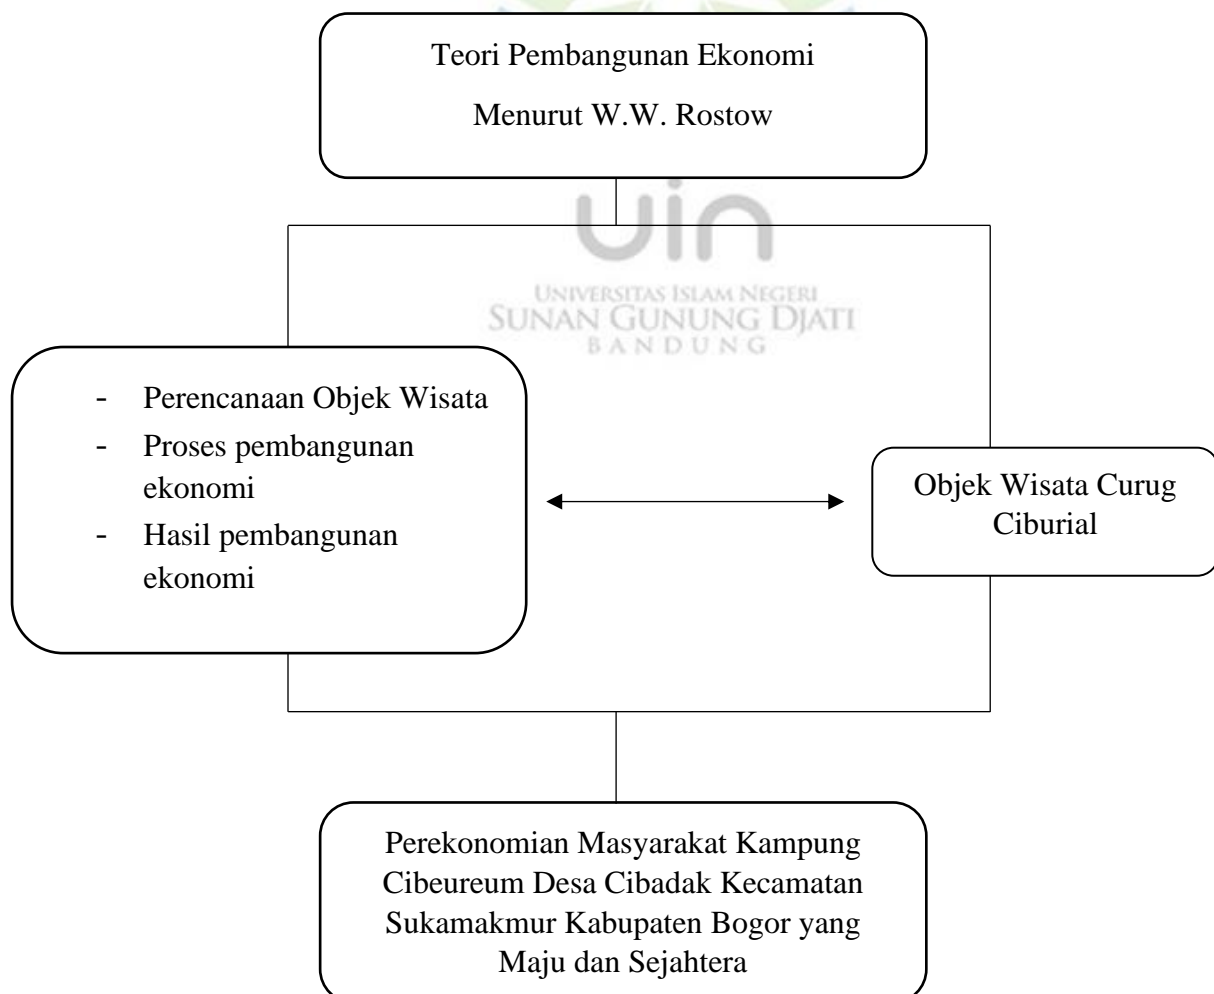 Teori Pembangunan Ekonomi
Menurut W.W. Rostow
uin
UNIVERSITAS ISLAM NEGERI
SUNAN GUNUNG DJATI
BANDUNG
- Perencanaan Objek Wisata
- Proses pembangunan
ekonomi
- Hasil pembangunan
ekonomi
Objek Wisata Curug
Ciburial
Perekonomian Masyarakat Kampung
Cibeureum Desa Cibadak Kecamatan
Sukamakmur Kabupaten Bogor yang
Maju dan Sejahtera